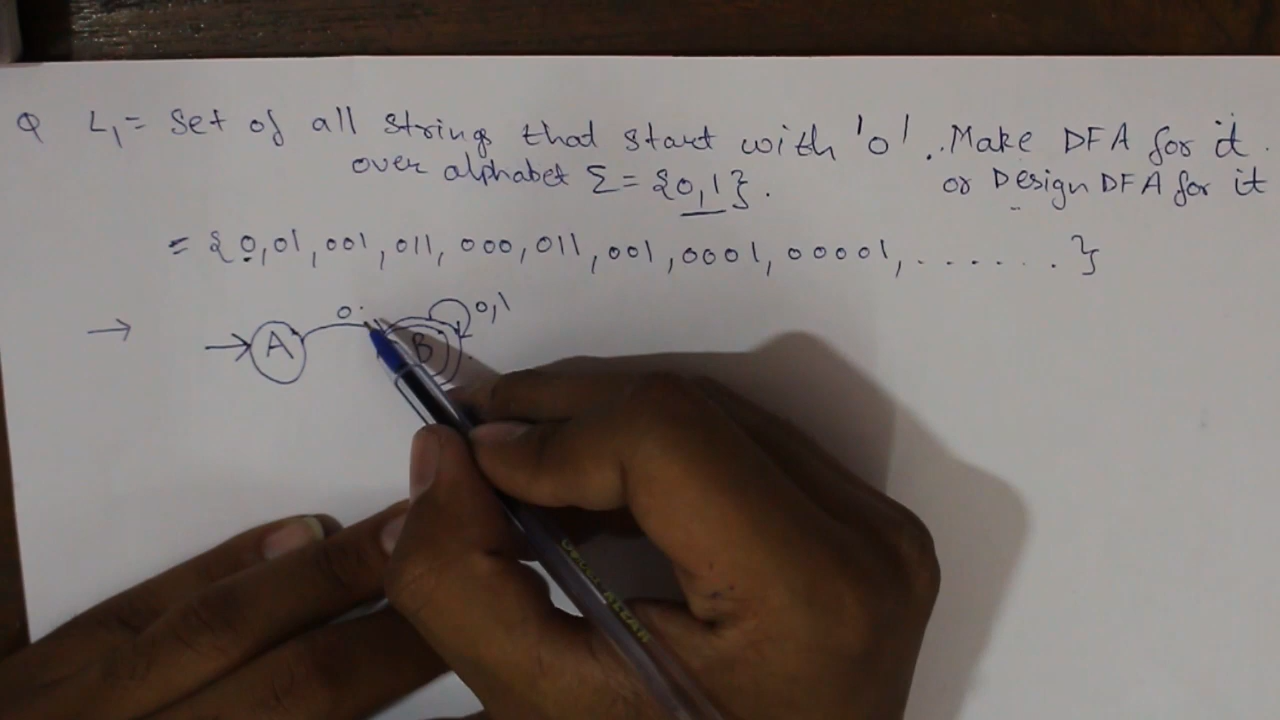 Q L₁ = Set of all strings that start with '0'. Make DFA for it.
over alphabet Σ = {0,1}. or Design DFA for it
= {0,01,001,011,000,011,001,0001,00001,.......}
→ → A 0 B 0,1